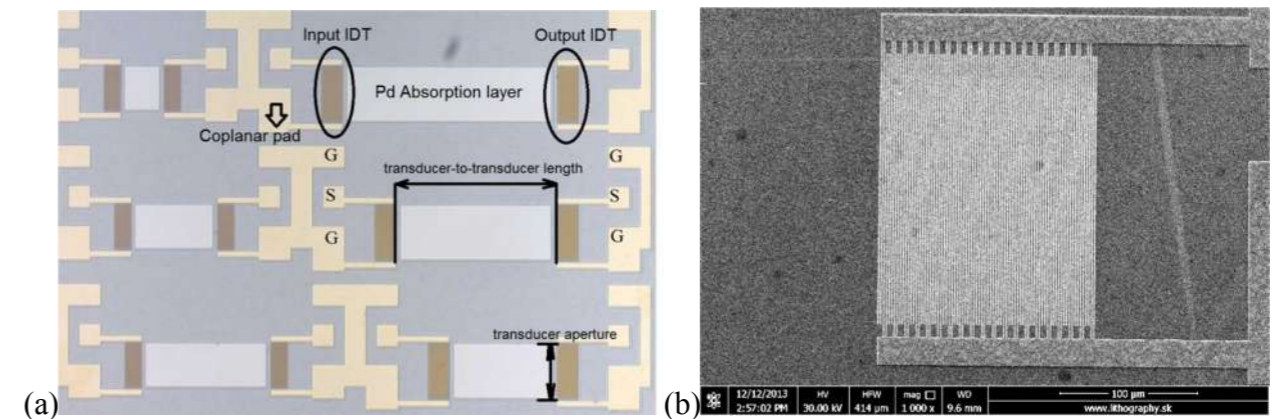 Input IDT
Output IDT
Pd Absorption layer
Coplanar pad
G
G
transducer-to-transducer length
S
S
G
G
transducer aperture
(a)
(b)
12/12/2013
2:57:02 PM
HV
30.00 kV
HFW
414 µm
mag
1 000 x
WD
9.6 mm
100 µm
www.lithography.sk